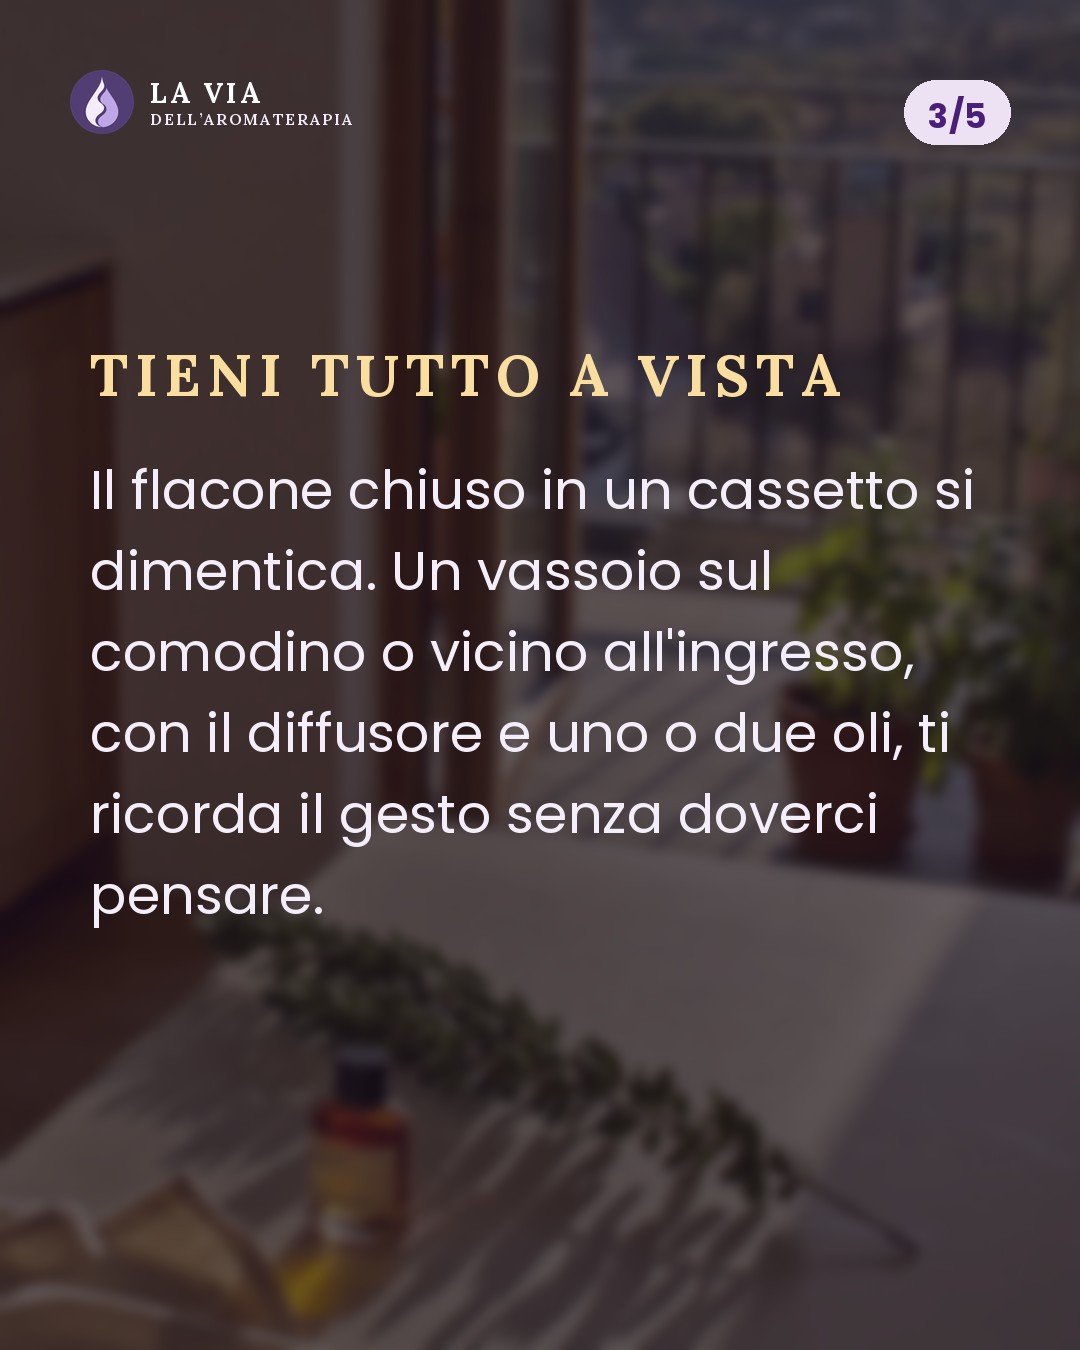 LA VIA
DELL'AROMATERAPIA
3/5
TIENI TUTTO A VISTA
Il flacone chiuso in un cassetto si
dimentica. Un vassoio sul
comodino o vicino all'ingresso,
con il diffusore e uno o due oli, ti
ricorda il gesto senza doverci
pensare.